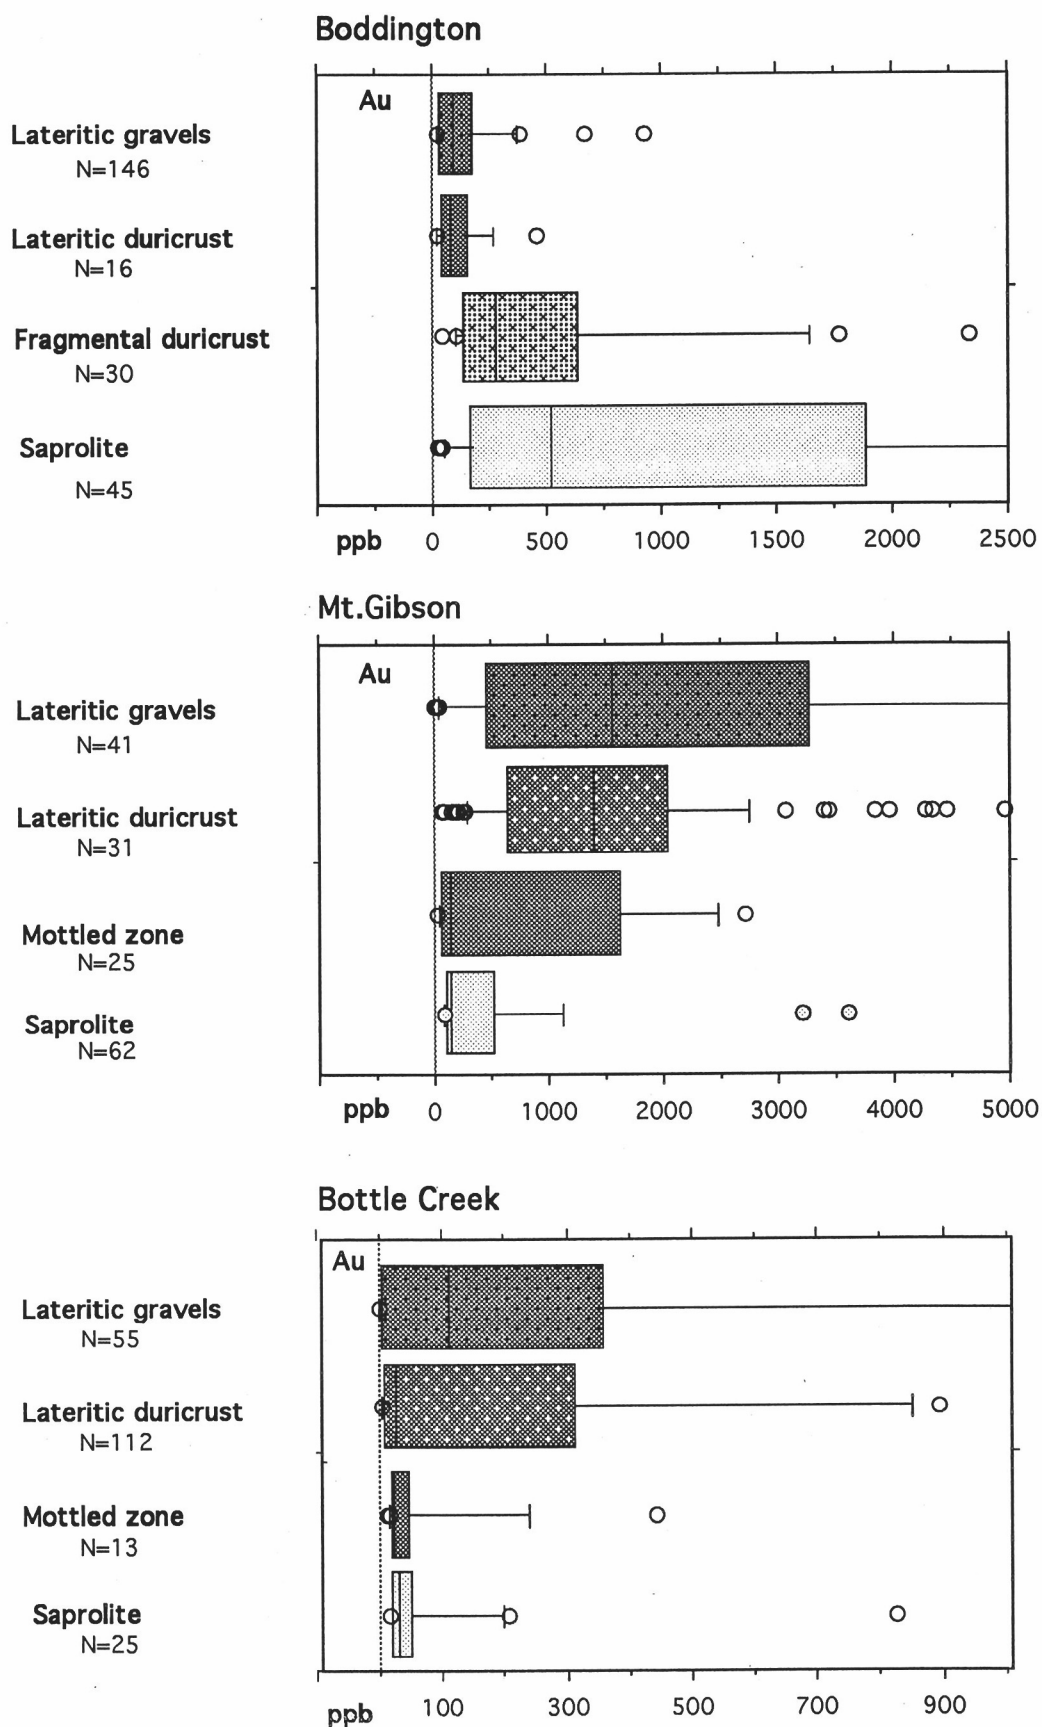 Boddington
Au
Lateritic gravels
N=146
Lateritic duricrust
N=16
Fragmental duricrust
N=30
Saprolite
N=45
ppb 0 500 1000 1500 2000 2500
Mt.Gibson
Au
Lateritic gravels
N=41
Lateritic duricrust
N=31
Mottled zone
N=25
Saprolite
N=62
ppb 0 1000 2000 3000 4000 5000
Bottle Creek
Au
Lateritic gravels
N=55
Lateritic duricrust
N=112
Mottled zone
N=13
Saprolite
N=25
ppb 100 300 500 700 900